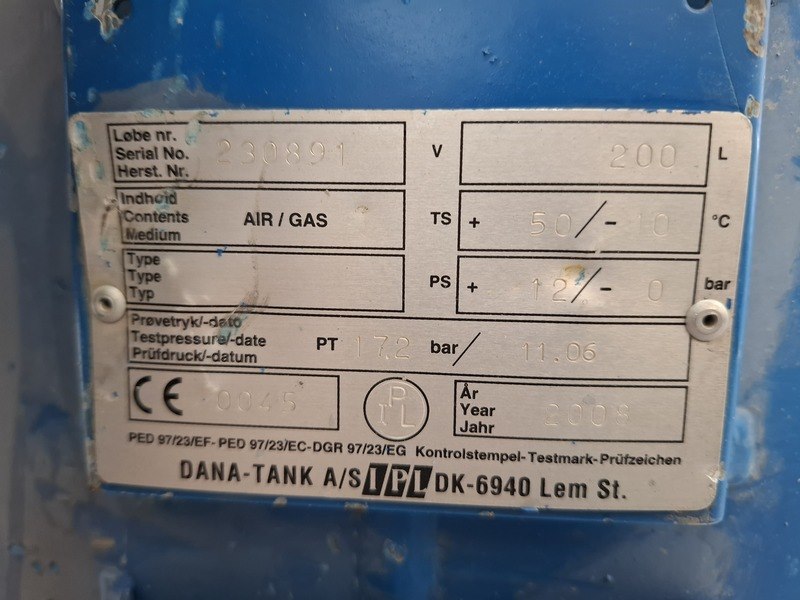 Løbe nr.
Serial No. 230891
Herst. Nr.
V 200 L
Indhold
Contents AIR / GAS
Medium
TS + 50/-10 °C
Type
Type
Typ
PS + 12/- 0 bar
Prøvetryk/-dato
Testpressure/-date PT 17,2 bar/ 11.06
Prüfdruck/-datum
CE 0045
tPL
År
Year 2008
Jahr
PED 97/23/EF- PED 97/23/EC-DGR 97/23/EG Kontrolstempel-Testmark-Prüfzeichen
DANA-TANK A/S IPL DK-6940 Lem St.